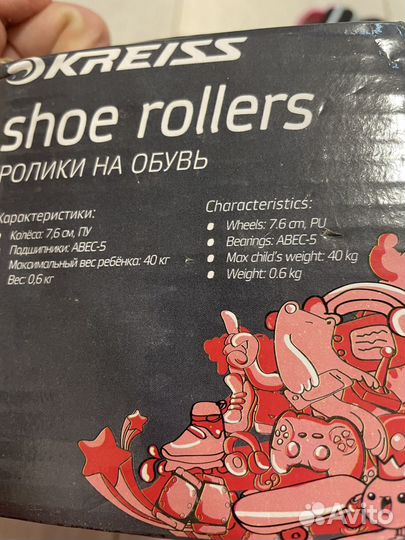 KREISS
shoe rollers
РОЛИКИ НА ОБУВЬ
Характеристики:
• Колёса: 7,6 см, ПУ
• Подшипники: ABEC-5
Максимальный вес ребёнка: 40 кг
Вес: 0,6 кг
Characteristics:
• Wheels: 7.6 cm, PU
• Bearings: ABEC-5
• Max child's weight: 40 kg
• Weight: 0.6 kg
Avito